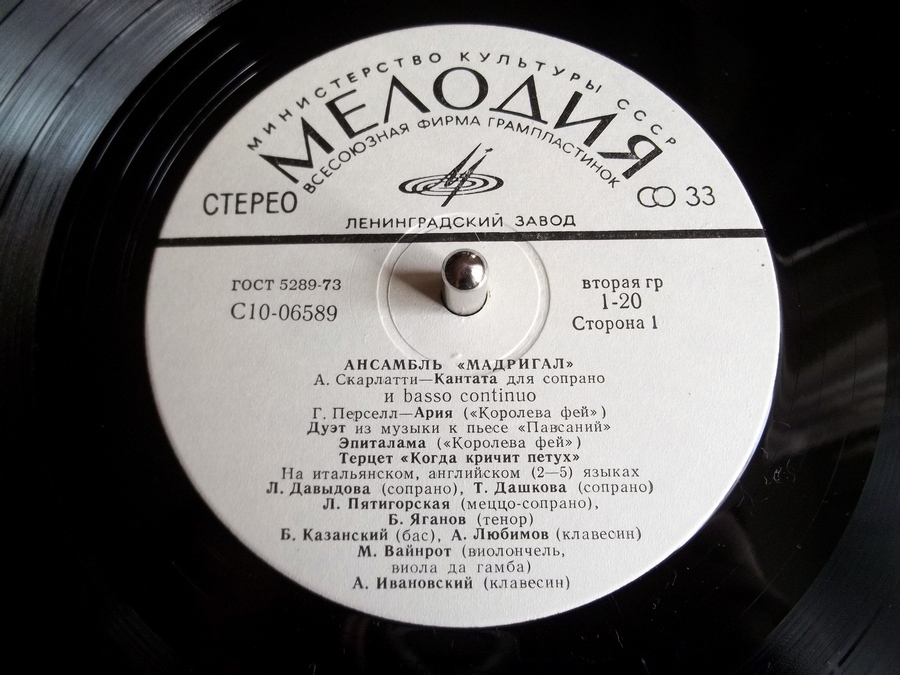 МИНИСТЕРСТВО КУЛЬТУРЫ СССР
МЕЛОДИЯ
ВСЕСОЮЗНАЯ ФИРМА ГРАМПЛАСТИНОК
СТЕРЕО
33
ЛЕНИНГРАДСКИЙ ЗАВОД
ГОСТ 5289-73
С10-06589
вторая гр
1-20
Сторона 1
АНСАМБЛЬ «МАДРИГАЛ»
А. Скарлатти—Кантата для сопрано
и basso continuo
Г. Перселл—Ария («Королева фей»)
Дуэт из музыки к пьесе «Павсаний»
Эпиталама («Королева фей»)
Терцет «Когда кричит петух»
На итальянском, английском (2—5) языках
Л. Давыдова (сопрано), Т. Дашкова (сопрано)
Л. Пятигорская (меццо-сопрано),
Б. Яганов (тенор)
Б. Казанский (бас), А. Любимов (клавесин)
М. Вайнрот (виолончель,
виола да гамба)
А. Ивановский (клавесин)